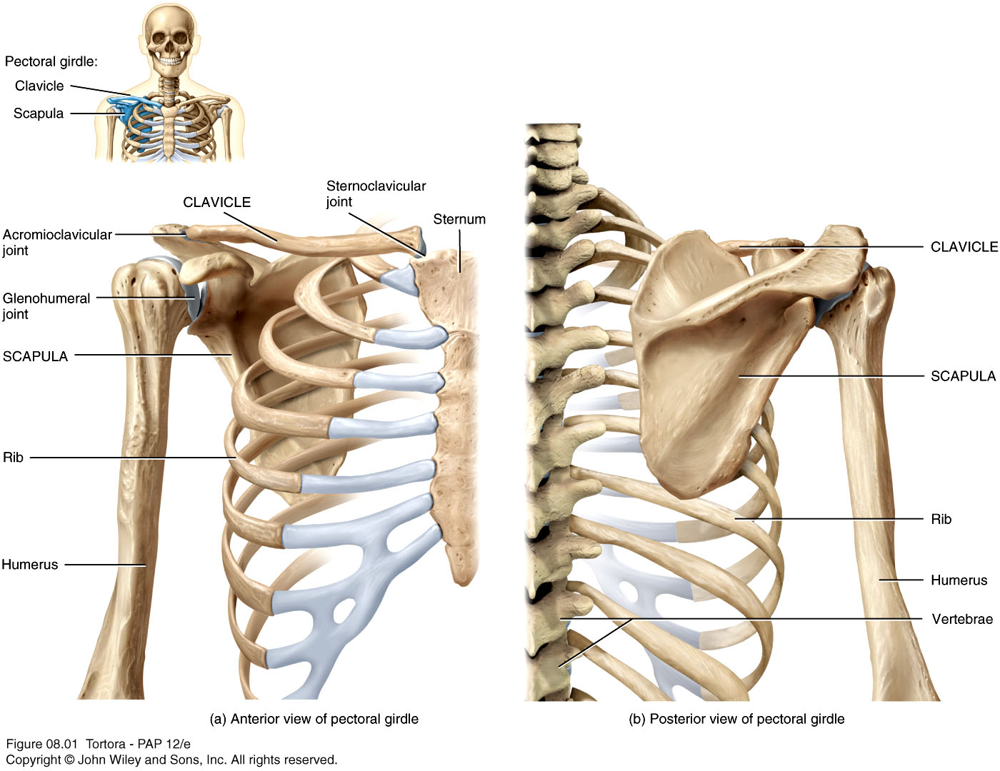 Pectoral girdle:
Clavicle
Scapula
Sternoclavicular
joint
CLAVICLE
Sternum
Acromioclavicular
joint
Glenohumeral
joint
SCAPULA
Rib
Humerus
(a) Anterior view of pectoral girdle
CLAVICLE
SCAPULA
Rib
Humerus
Vertebrae
(b) Posterior view of pectoral girdle
Figure 08.01 Tortora - PAP 12/e
Copyright © John Wiley and Sons, Inc. All rights reserved.